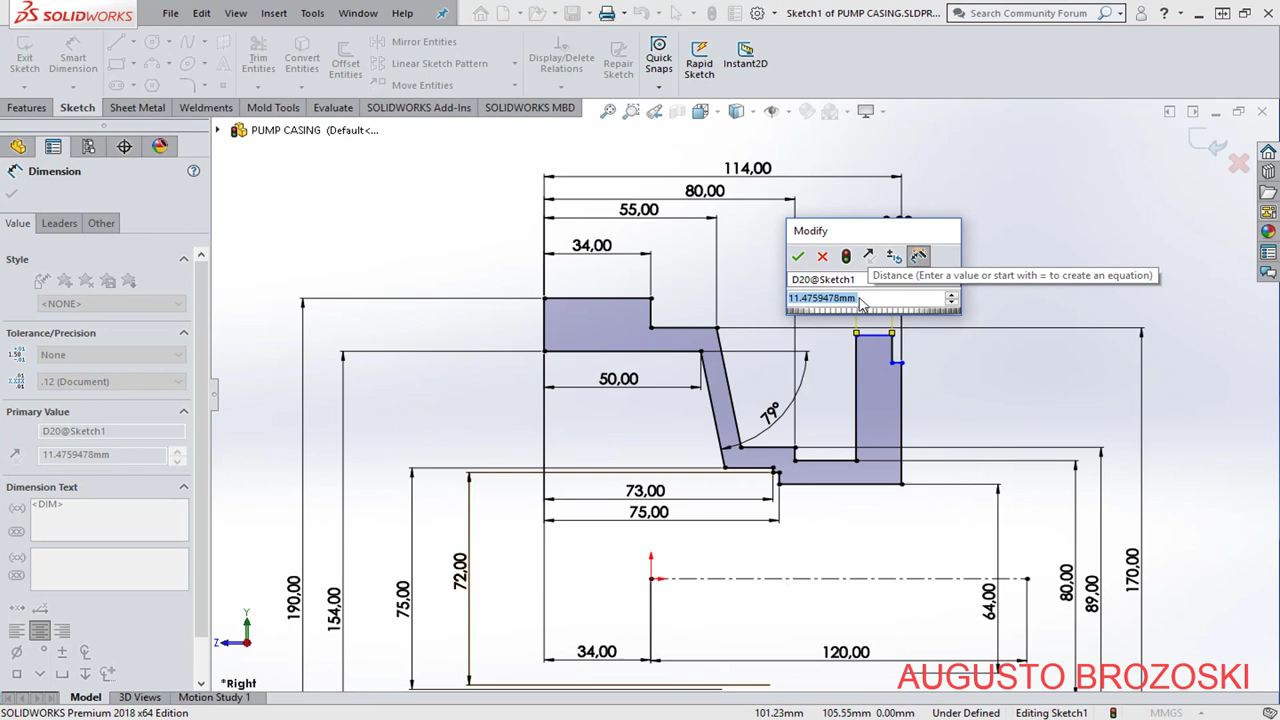 SOLIDWORKS
File
Edit
View
Insert
Tools
Window
Help
Sketch1 of PUMP CASING.SLDPR...
Search Community Forum
?
Exit Sketch
Smart Dimension
Trim Entities
Convert Entities
Offset Entities
Mirror Entities
Linear Sketch Pattern
Move Entities
Display/Delete Relations
Repair Sketch
Quick Snaps
Rapid Sketch
Instant2D
Features
Sketch
Sheet Metal
Weldments
Mold Tools
Evaluate
SOLIDWORKS Add-Ins
SOLIDWORKS MBD
PUMP CASING (Default<...
Dimension
Value
Leaders
Other
Style
<NONE>
Tolerance/Precision
None
.12 (Document)
Primary Value
D20@Sketch1
11.4759478mm
Dimension Text
<DIM>
114,00
80,00
55,00
34,00
50,00
79°
73,00
75,00
190,00
154,00
75,00
72,00
64,00
80,00
89,00
170,00
34,00
120,00
Modify
D20@Sketch1
Distance (Enter a value or start with = to create an equation)
11.4759478mm
Y
Z
*Right
AUGUSTO BROZOSKI
Model
3D Views
Motion Study 1
SOLIDWORKS Premium 2018 x64 Edition
101.23mm
105.55mm 0.00mm
Under Defined
Editing Sketch1
MMGS